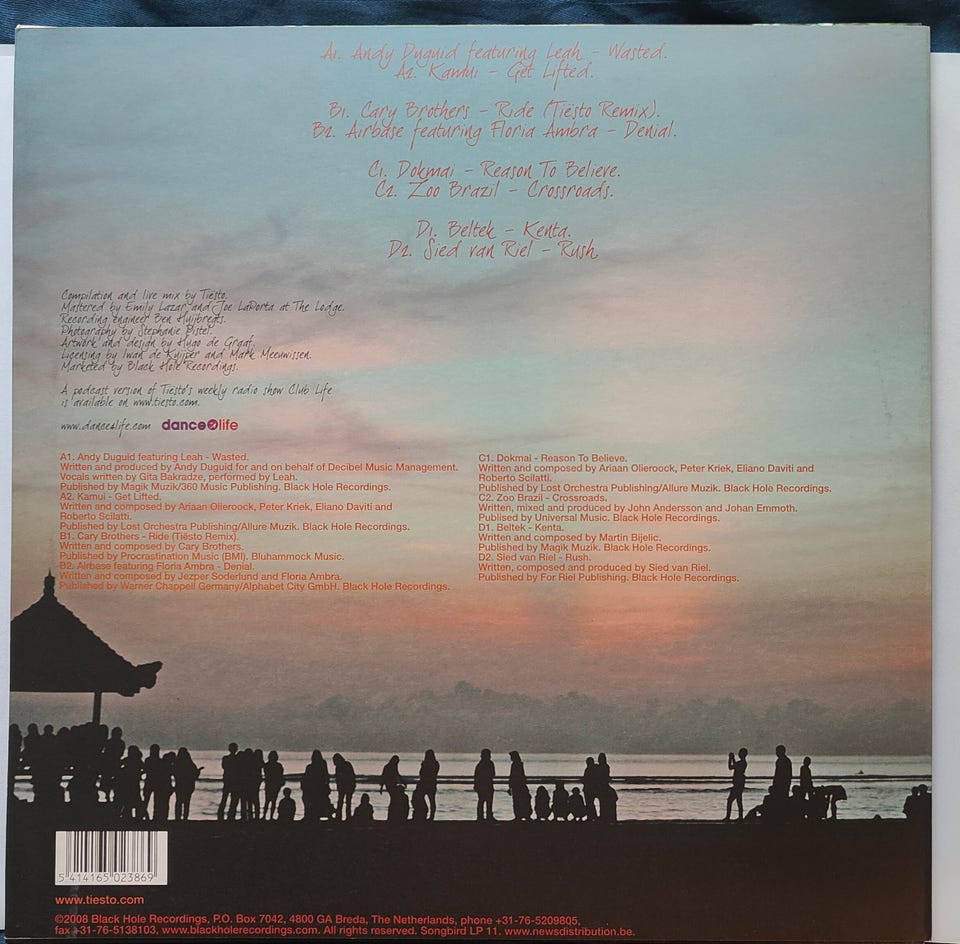 A1. Andy Duguid featuring Leah – Wasted.
A2. Kamui – Get Lifted.
B1. Cary Brothers – Ride (Tiësto Remix).
B2. Airbase featuring Floria Ambra – Denial.
C1. Dokmai – Reason To Believe.
C2. Zoo Brazil – Crossroads.
D1. Beltek – Kenta.
D2. Sied van Riel – Rush.
Compilation and live mix by Tiësto.
Mastered by Emily Lazar and Joe LaPorta at The Lodge.
Recording engineer Ben Huijbregts.
Photography by Stephanie Pistel.
Artwork and design by Hugo de Graaf.
Licensing by Iwan de Kuijper and Mark Meeuwissen.
Marketed by Black Hole Recordings.
A podcast version of Tiësto's weekly radio show Club Life
is available on www.tiesto.com.
www.dance4life.com dance4life
A1. Andy Duguid featuring Leah - Wasted.
Written and produced by Andy Duguid for and on behalf of Decibel Music Management.
Vocals written by Gita Bakradze, performed by Leah.
Published by Magik Muzik/360 Music Publishing. Black Hole Recordings.
A2. Kamui - Get Lifted.
Written and composed by Ariaan Olieroock, Peter Kriek, Eliano Daviti and
Roberto Scilatti.
Published by Lost Orchestra Publishing/Allure Muzik. Black Hole Recordings.
B1. Cary Brothers - Ride (Tiësto Remix).
Written and composed by Cary Brothers.
Published by Procrastination Music (BMI). Bluhammock Music.
B2. Airbase featuring Floria Ambra - Denial.
Written and composed by Jezper Soderlund and Floria Ambra.
Published by Warner Chappell Germany/Alphabet City GmbH. Black Hole Recordings.
C1. Dokmai - Reason To Believe.
Written and composed by Ariaan Olieroock, Peter Kriek, Eliano Daviti and
Roberto Scilatti.
Published by Lost Orchestra Publishing/Allure Muzik. Black Hole Recordings.
C2. Zoo Brazil - Crossroads.
Written, mixed and produced by John Andersson and Johan Emmoth.
Publised by Universal Music. Black Hole Recordings.
D1. Beltek - Kenta.
Written and composed by Martin Bijelic.
Published by Magik Muzik. Black Hole Recordings.
D2. Sied van Riel - Rush.
Written, composed and produced by Sied van Riel.
Published by For Riel Publishing. Black Hole Recordings.
5 414165 023869
www.tiesto.com
©2008 Black Hole Recordings, P.O. Box 7042, 4800 GA Breda, The Netherlands, phone +31-76-5209805,
fax +31-76-5138103, www.blackholerecordings.com. All rights reserved. Songbird LP 11. www.newsdistribution.be.